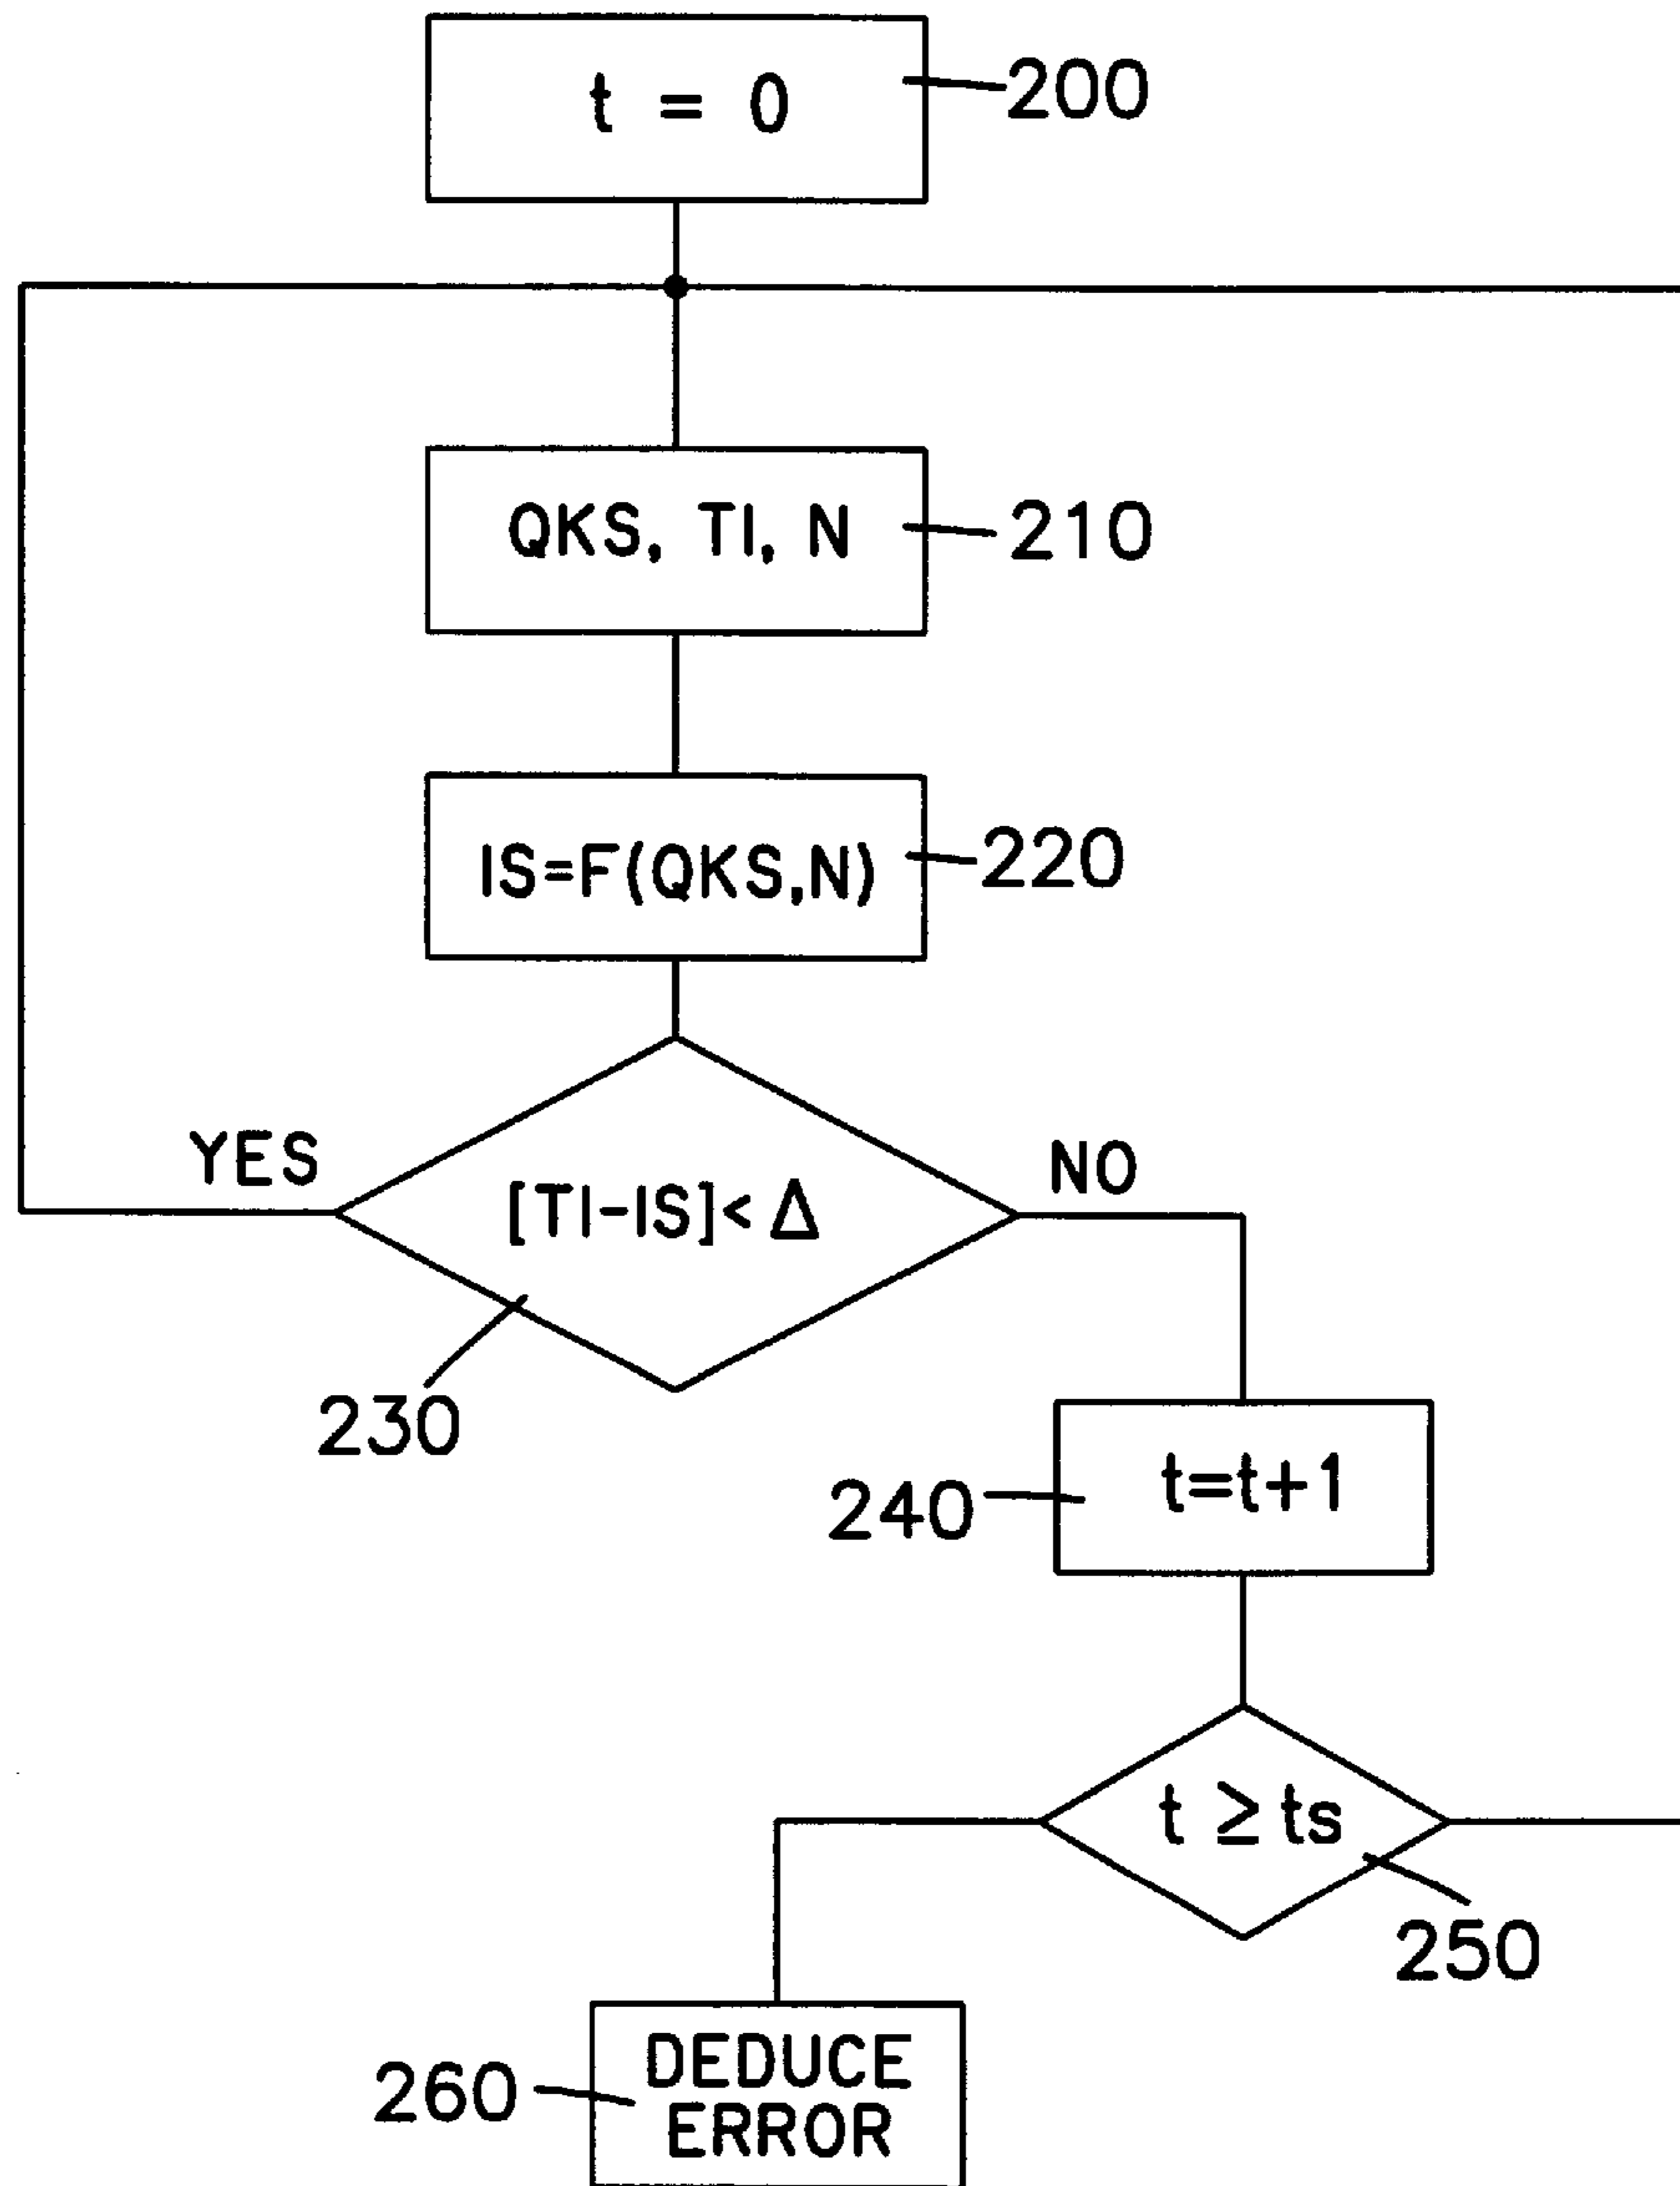 t = 0
200
QKS, TI, N
210
IS=F(QKS,N)
220
YES
[TI-IS]< Δ
NO
230
t=t+1
240
t ≥ ts
250
DEDUCE
ERROR
260